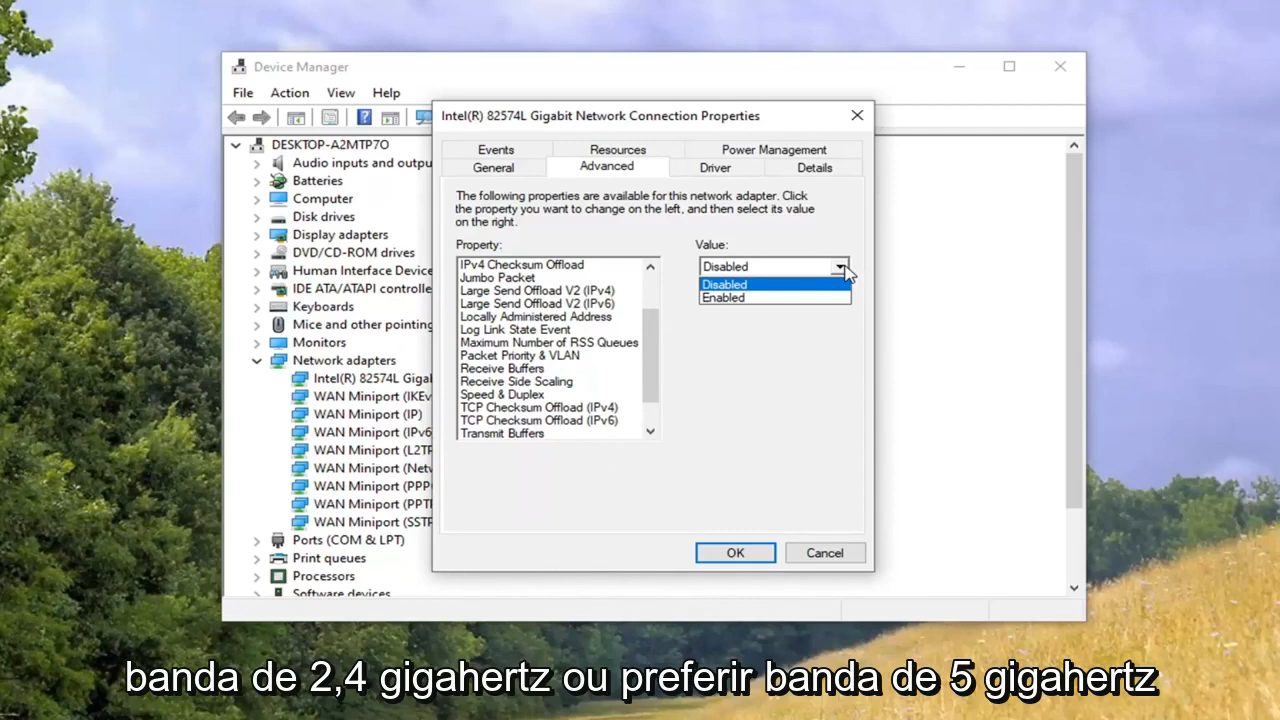 Device Manager
File Action View Help
DESKTOP-A2MTP7O
Audio inputs and outpu
Batteries
Computer
Disk drives
Display adapters
DVD/CD-ROM drives
Human Interface Device
IDE ATA/ATAPI controlle
Keyboards
Mice and other pointing
Monitors
Network adapters
Intel(R) 82574L Gigal
WAN Miniport (IKEv
WAN Miniport (IP)
WAN Miniport (IPv6
WAN Miniport (L2TP
WAN Miniport (Netw
WAN Miniport (PPPO
WAN Miniport (PPTP
WAN Miniport (SSTP
Ports (COM & LPT)
Print queues
Processors
Software devices
Intel(R) 82574L Gigabit Network Connection Properties
Events Resources Power Management
General Advanced Driver Details
The following properties are available for this network adapter. Click
the property you want to change on the left, and then select its value
on the right.
Property:
IPv4 Checksum Offload
Jumbo Packet
Large Send Offload V2 (IPv4)
Large Send Offload V2 (IPv6)
Locally Administered Address
Log Link State Event
Maximum Number of RSS Queues
Packet Priority & VLAN
Receive Buffers
Receive Side Scaling
Speed & Duplex
TCP Checksum Offload (IPv4)
TCP Checksum Offload (IPv6)
Transmit Buffers
Value:
Disabled
Disabled
Enabled
OK Cancel
banda de 2,4 gigahertz ou preferir banda de 5 gigahertz